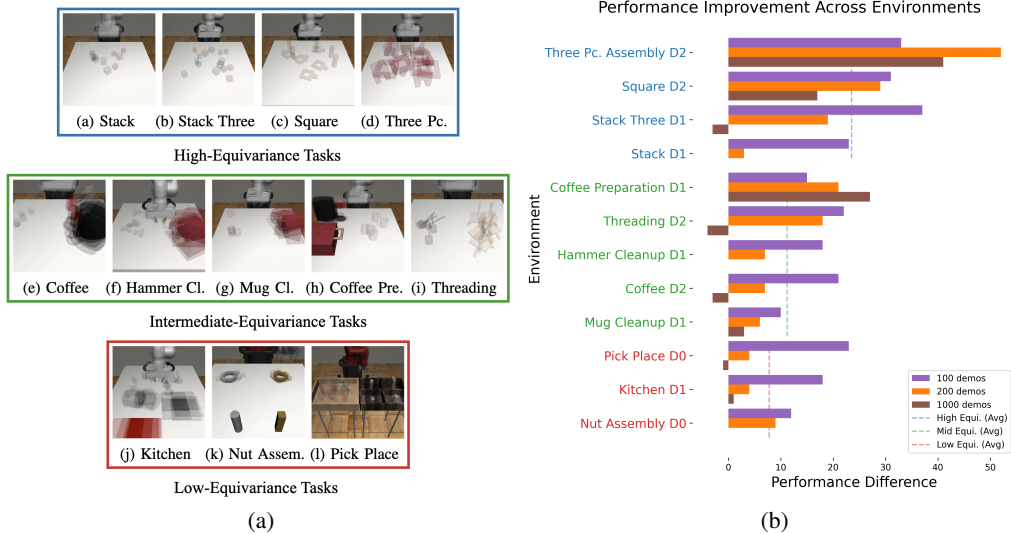 (a) Stack
(b) Stack Three
(c) Square
(d) Three Pc.
High-Equivariance Tasks
(e) Coffee
(f) Hammer Cl.
(g) Mug Cl.
(h) Coffee Pre.
(i) Threading
Intermediate-Equivariance Tasks
(j) Kitchen
(k) Nut Assem.
(l) Pick Place
Low-Equivariance Tasks
(a)
Performance Improvement Across Environments
Environment
Three Pc. Assembly D2
Square D2
Stack Three D1
Stack D1
Coffee Preparation D1
Threading D2
Hammer Cleanup D1
Coffee D2
Mug Cleanup D1
Pick Place D0
Kitchen D1
Nut Assembly D0
100 demos
200 demos
1000 demos
High Equi. (Avg)
Mid Equi. (Avg)
Low Equi. (Avg)
0 10 20 30 40 50
Performance Difference
(b)